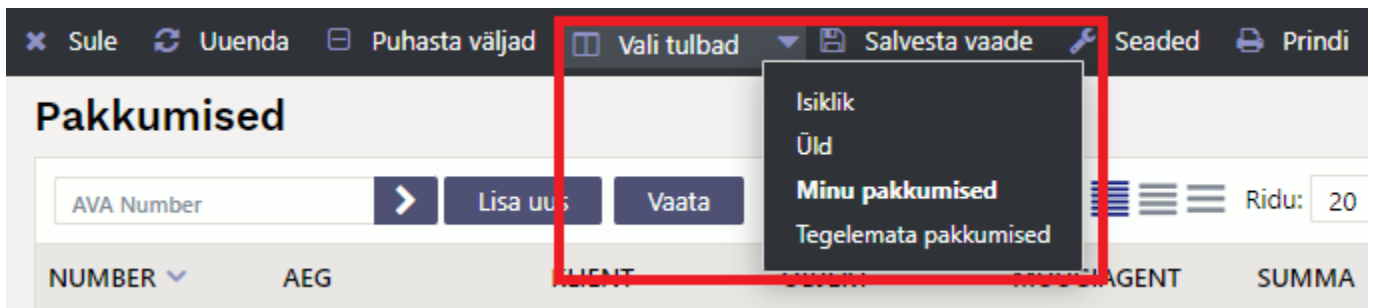 Sule Uuenda Puhasta väljad Vali tulbad Salvesta vaade Seaded Prindi
Isiklik
Üld
Pakkumised
Minu pakkumised
Tegelemata pakkumised
AVA Number Lisa uus Vaata Ridu: 20
NUMBER AEG KLIENT SUMMA